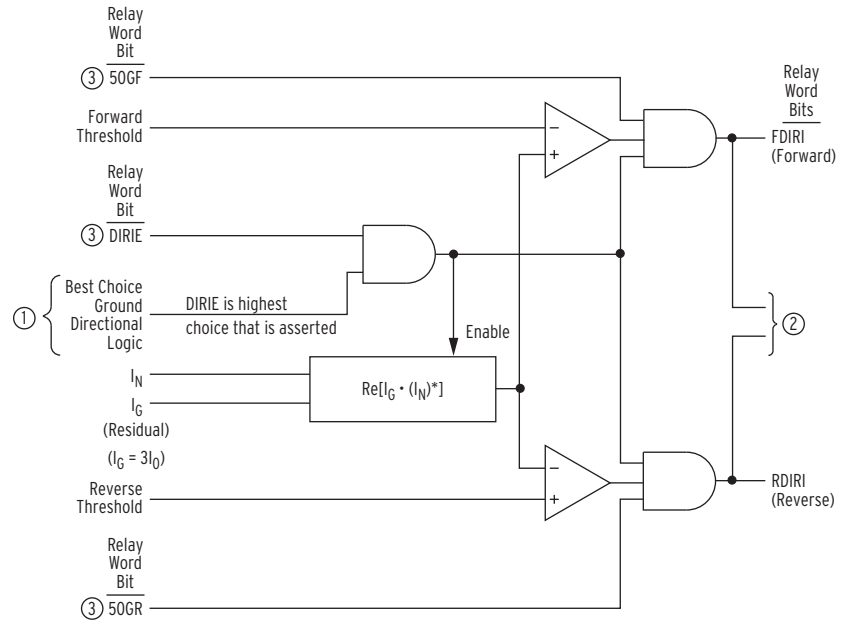 Relay
Word
Bit
③ 50GF
Forward
Threshold
Relay
Word
Bit
③ DIRIE
①
Best Choice
Ground
Directional
Logic
DIRIE is highest
choice that is asserted
Enable
I_N
I_G
(Residual)
(I_G = 3I_0)
Re[I_G • (I_N)*]
Reverse
Threshold
Relay
Word
Bit
③ 50GR
−
+
−
+
Relay
Word
Bits
FDIRI
(Forward)
②
RDIRI
(Reverse)